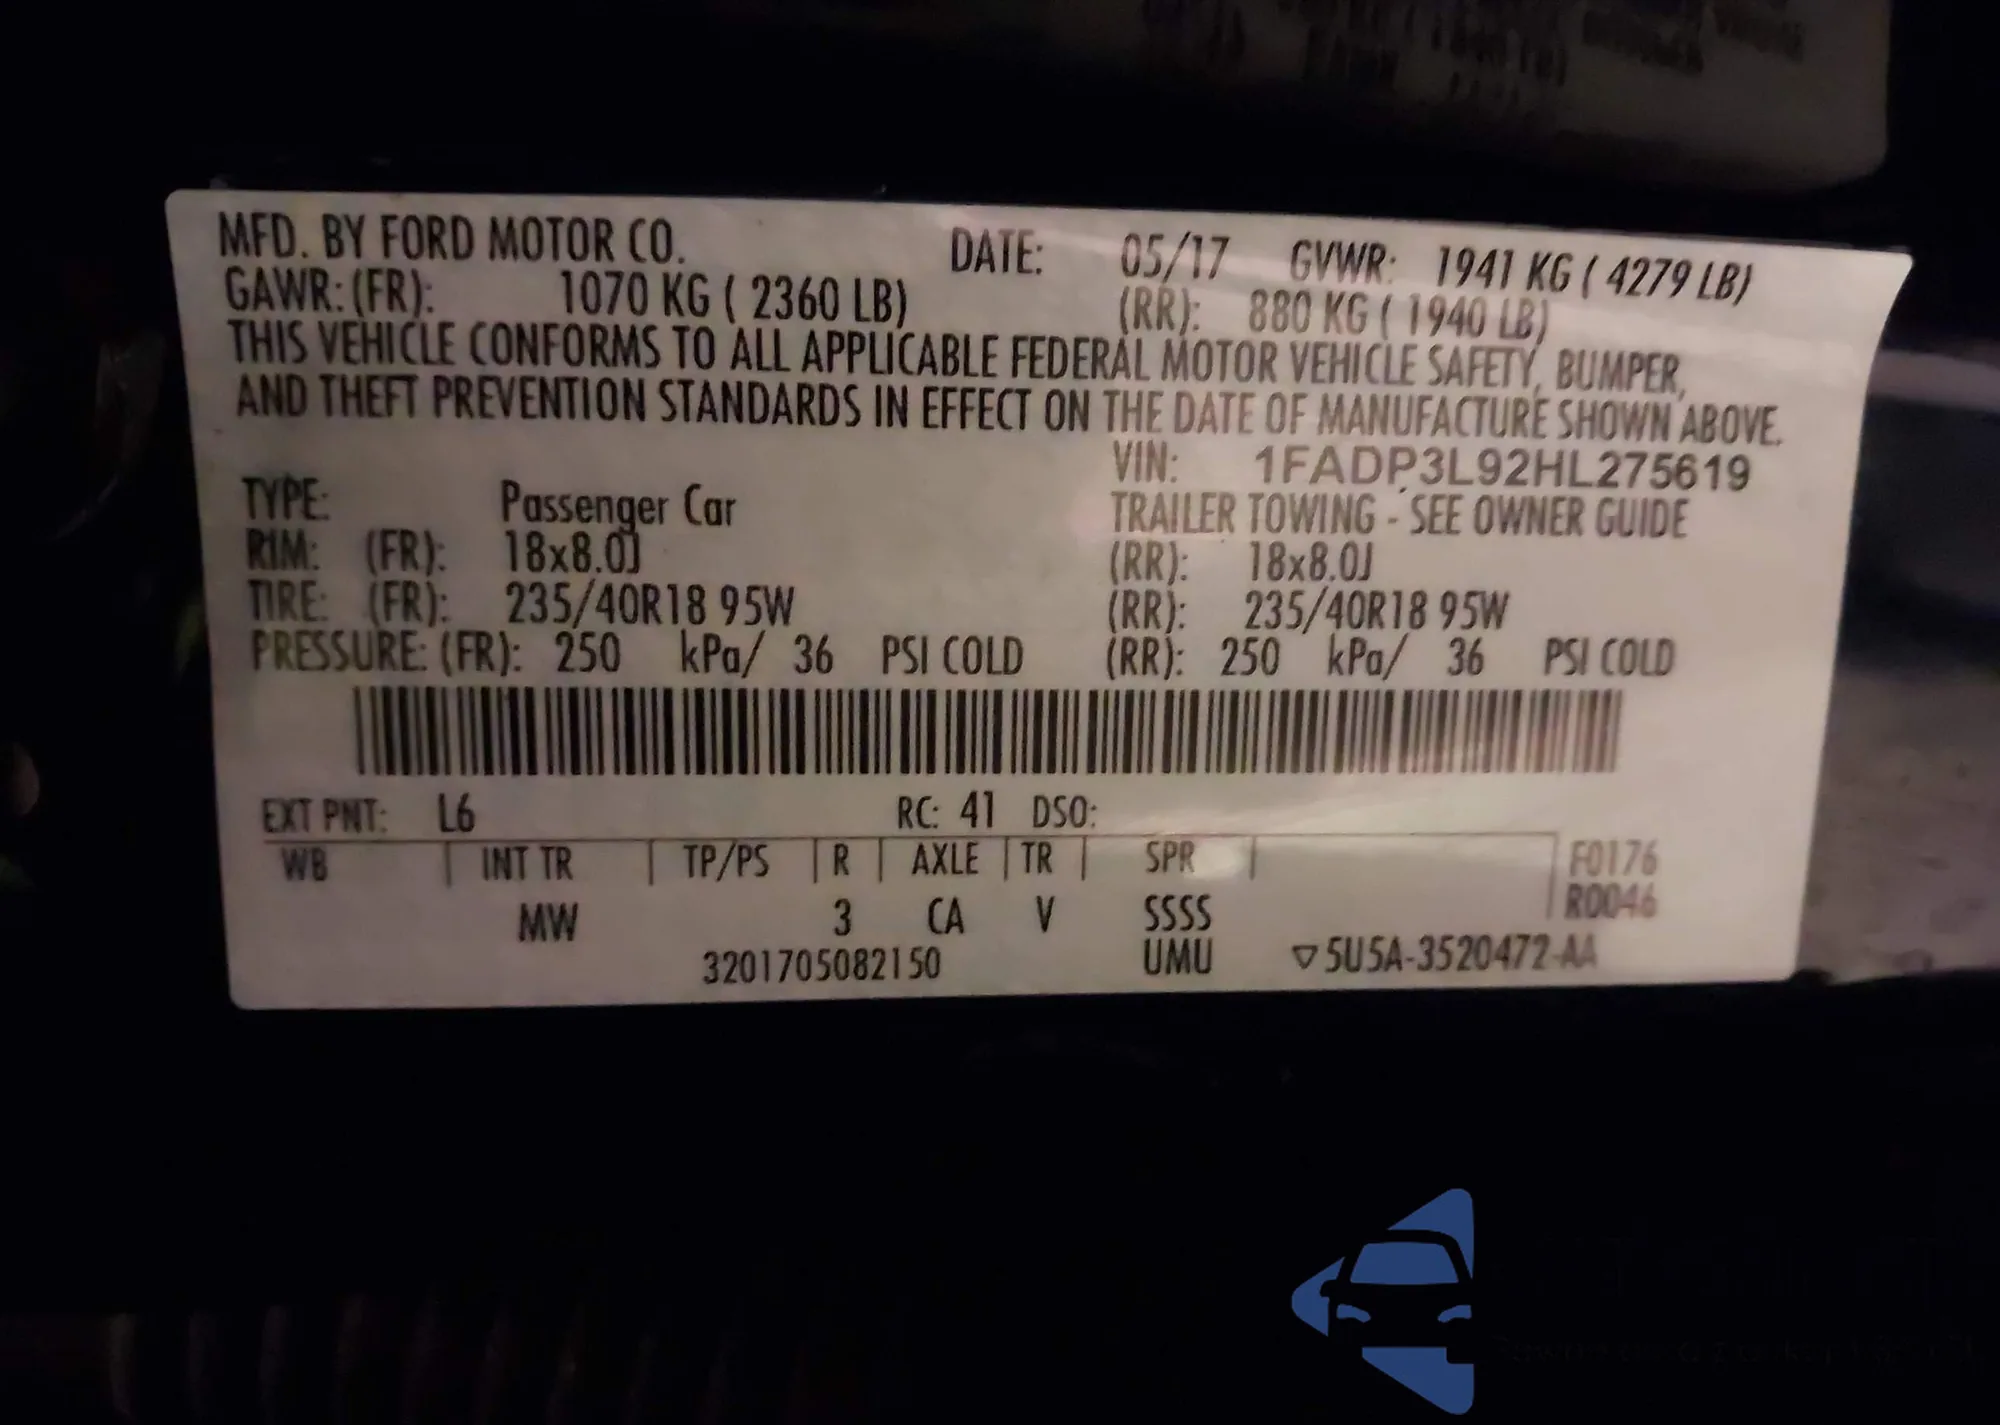 MFD. BY FORD MOTOR CO. DATE: 05/17 GVWR: 1941 KG ( 4279 LB)
GAWR: (FR): 1070 KG ( 2360 LB) (RR): 880 KG ( 1940 LB)
THIS VEHICLE CONFORMS TO ALL APPLICABLE FEDERAL MOTOR VEHICLE SAFETY, BUMPER,
AND THEFT PREVENTION STANDARDS IN EFFECT ON THE DATE OF MANUFACTURE SHOWN ABOVE.
VIN: 1FADP3L92HL275619
TYPE: Passenger Car TRAILER TOWING - SEE OWNER GUIDE
RIM: (FR): 18x8.0J (RR): 18x8.0J
TIRE: (FR): 235/40R18 95W (RR): 235/40R18 95W
PRESSURE: (FR): 250 kPa/ 36 PSI COLD (RR): 250 kPa/ 36 PSI COLD
EXT PNT: L6 RC: 41 DSO:
WB INT TR TP/PS R AXLE TR SPR F0176
MW 3 CA V SSSS R0046
3201705082150 UMU ▽5U5A-3520472-AA